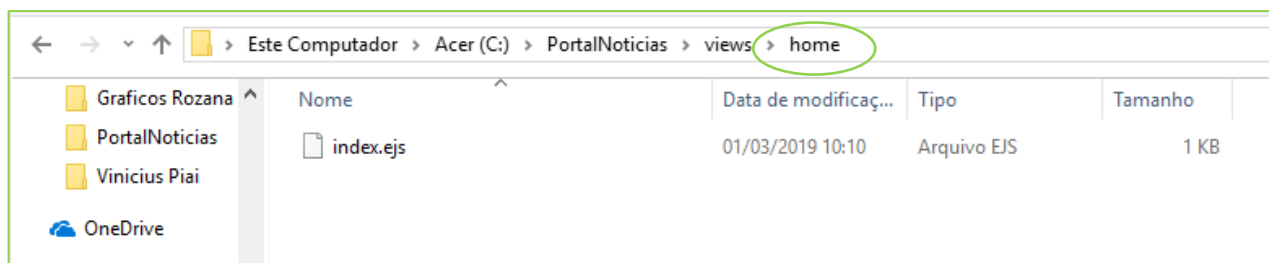 Este Computador > Acer (C:) > PortalNoticias > views > home
Graficos Rozana
PortalNoticias
Vinicius Piai
OneDrive
Nome Data de modificaç... Tipo Tamanho
index.ejs 01/03/2019 10:10 Arquivo EJS 1 KB